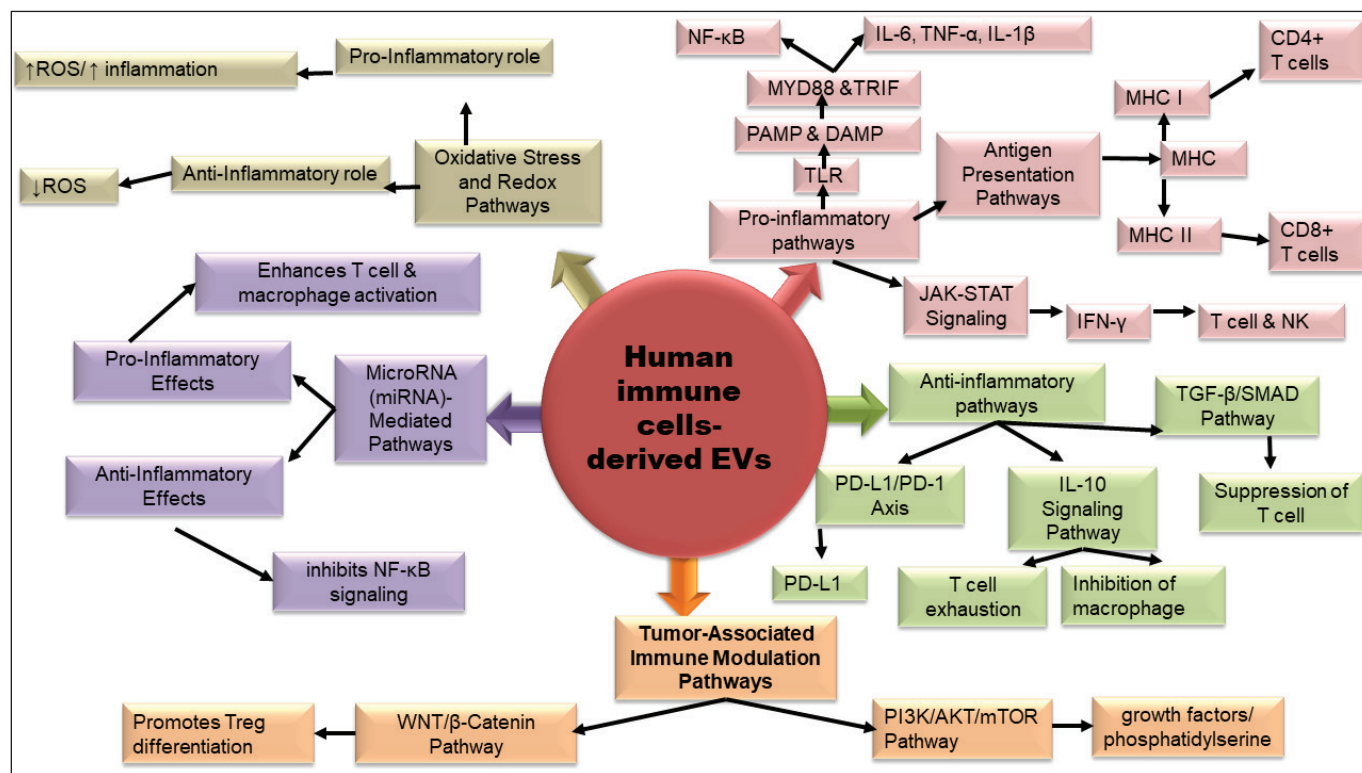 NF-κB
IL-6, TNF-α, IL-1β
CD4+
T cells
Pro-Inflammatory role
↑ROS/ ↑ inflammation
MYD88 &TRIF
MHC I
PAMP & DAMP
Antigen
Presentation
Pathways
MHC
Oxidative Stress
and Redox
Pathways
Anti-Inflammatory role
↓ROS
TLR
Pro-inflammatory
pathways
MHC II
CD8+
T cells
Enhances T cell &
macrophage activation
JAK-STAT
Signaling
IFN-γ
T cell & NK
Human
immune
cells-
derived EVs
Pro-Inflammatory
Effects
MicroRNA
(miRNA)-
Mediated
Pathways
Anti-inflammatory
pathways
TGF-β/SMAD
Pathway
Anti-Inflammatory
Effects
PD-L1/PD-1
Axis
IL-10
Signaling
Pathway
Suppression of
T cell
inhibits NF-κB
signaling
PD-L1
T cell
exhaustion
Inhibition of
macrophage
Tumor-Associated
Immune Modulation
Pathways
Promotes Treg
differentiation
WNT/β-Catenin
Pathway
PI3K/AKT/mTOR
Pathway
growth factors/
phosphatidylserine